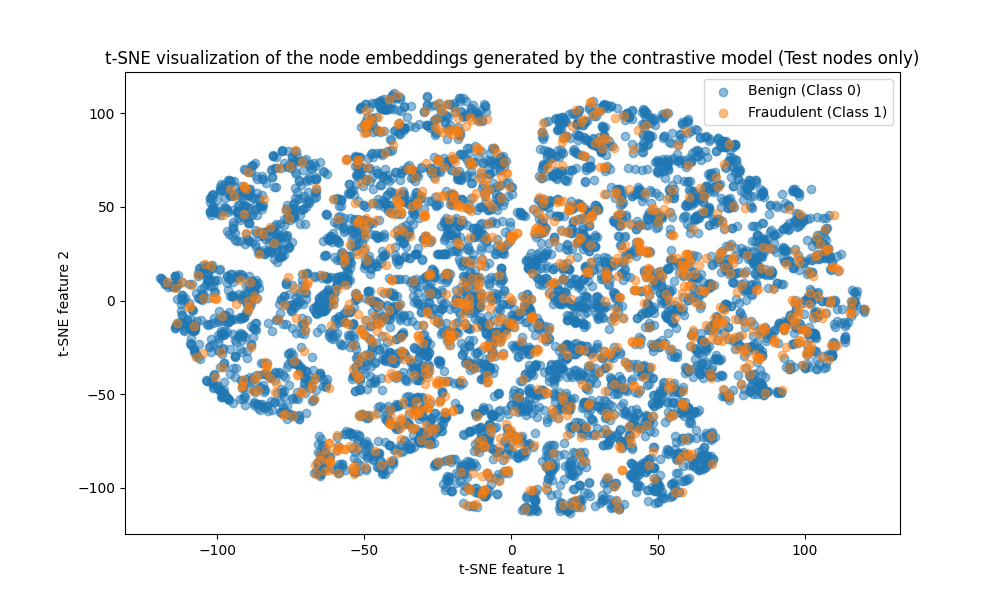 t-SNE visualization of the node embeddings generated by the contrastive model (Test nodes only)
Benign (Class 0)
Fraudulent (Class 1)
100
50
0
−50
−100
t-SNE feature 2
−100
−50
0
50
100
t-SNE feature 1